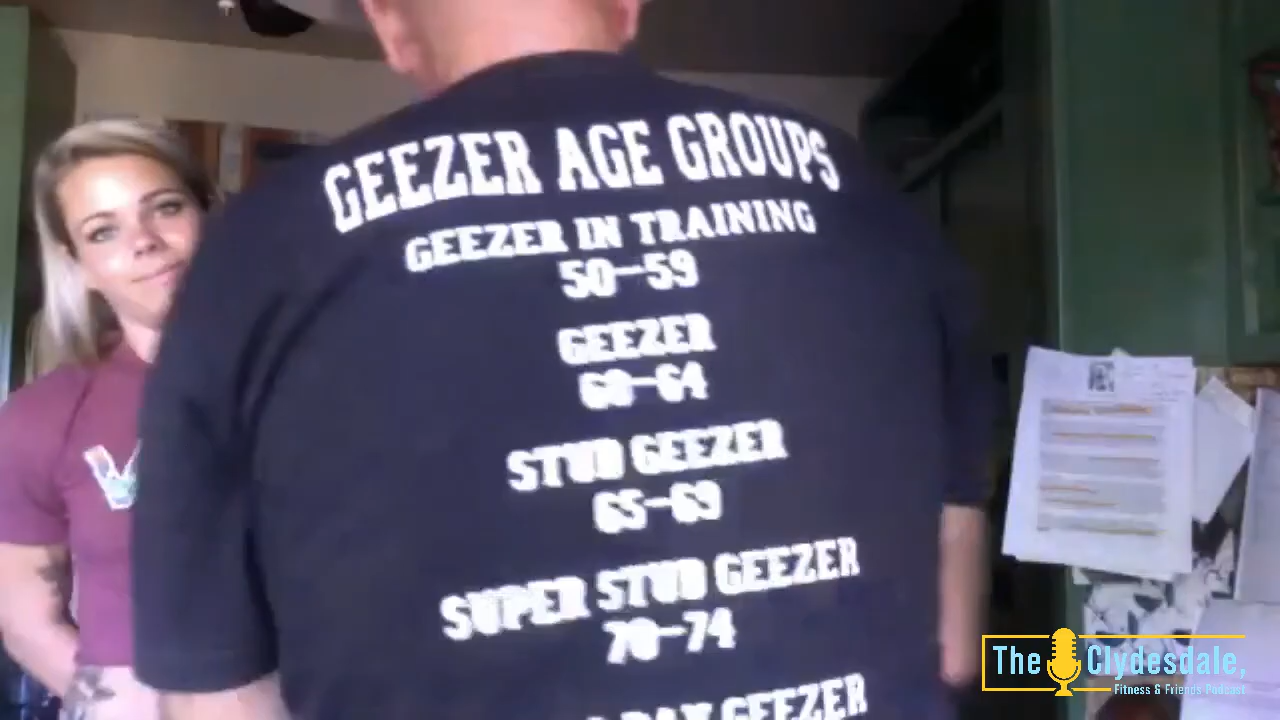 GEEZER AGE GROUPS
GEEZER IN TRAINING
50-59
GEEZER
60-64
STUD GEEZER
65-69
SUPER STUD GEEZER
70-74
GEEZER
The Clydesdale,
Fitness & Friends Podcast